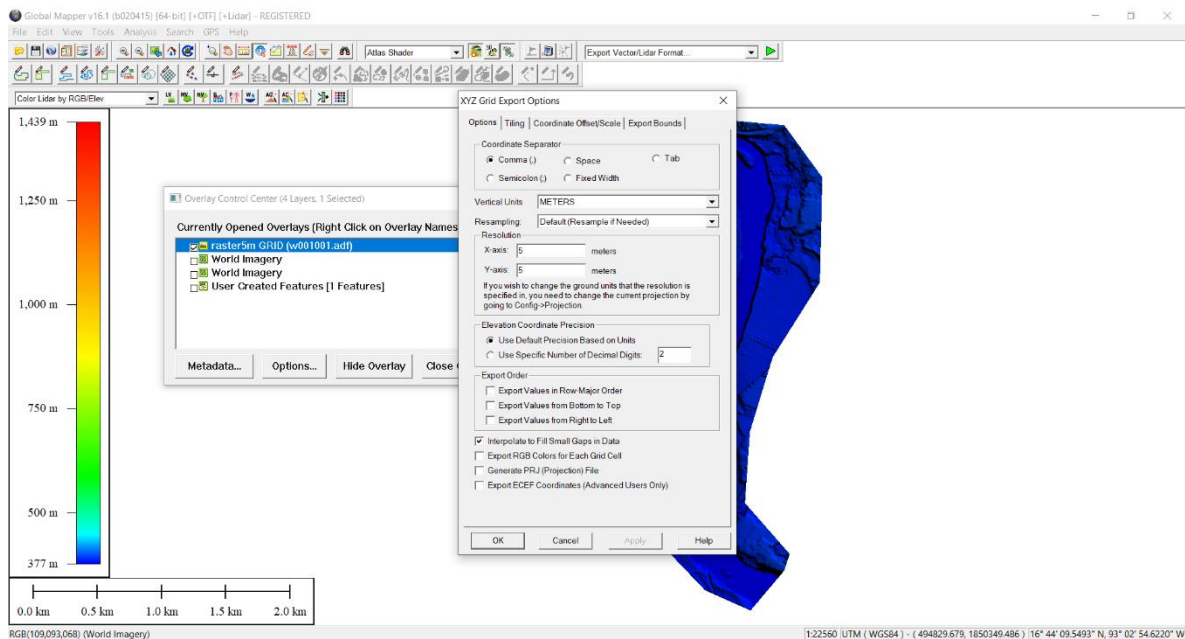 Global Mapper v16.1 (b020415) [64-bit] [+OTF] [+Lidar] - REGISTERED
File Edit View Tools Analysis Search GPS Help
Atlas Shader
Export Vector/Lidar Format...
Color Lidar by RGB/Elev
1,439 m
1,250 m
1,000 m
750 m
500 m
377 m
0.0 km 0.5 km 1.0 km 1.5 km 2.0 km
Overlay Control Center (4 Layers, 1 Selected)
Currently Opened Overlays (Right Click on Overlay Names
raster5m GRID (w001001.adf)
World Imagery
World Imagery
User Created Features [1 Features]
Metadata... Options... Hide Overlay Close
XYZ Grid Export Options
Options Tiling Coordinate Offset/Scale Export Bounds
Coordinate Separator
Comma (,) Space Tab
Semicolon (;) Fixed Width
Vertical Units METERS
Resampling: Default (Resample if Needed)
Resolution
X-axis: 5 meters
Y-axis: 5 meters
If you wish to change the ground units that the resolution is
specified in, you need to change the current projection by
going to Config->Projection.
Elevation Coordinate Precision
Use Default Precision Based on Units
Use Specific Number of Decimal Digits: 2
Export Order
Export Values in Row-Major Order
Export Values from Bottom to Top
Export Values from Right to Left
Interpolate to Fill Small Gaps in Data
Export RGB Colors for Each Grid Cell
Generate PRJ (Projection) File
Export ECEF Coordinates (Advanced Users Only)
OK Cancel Apply Help
RGB(109,093,068) (World Imagery)
1:22560 UTM ( WGS84 ) - ( 494829.679, 1850349.486 ) 16° 44' 09.5493" N, 93° 02' 54.6220" W